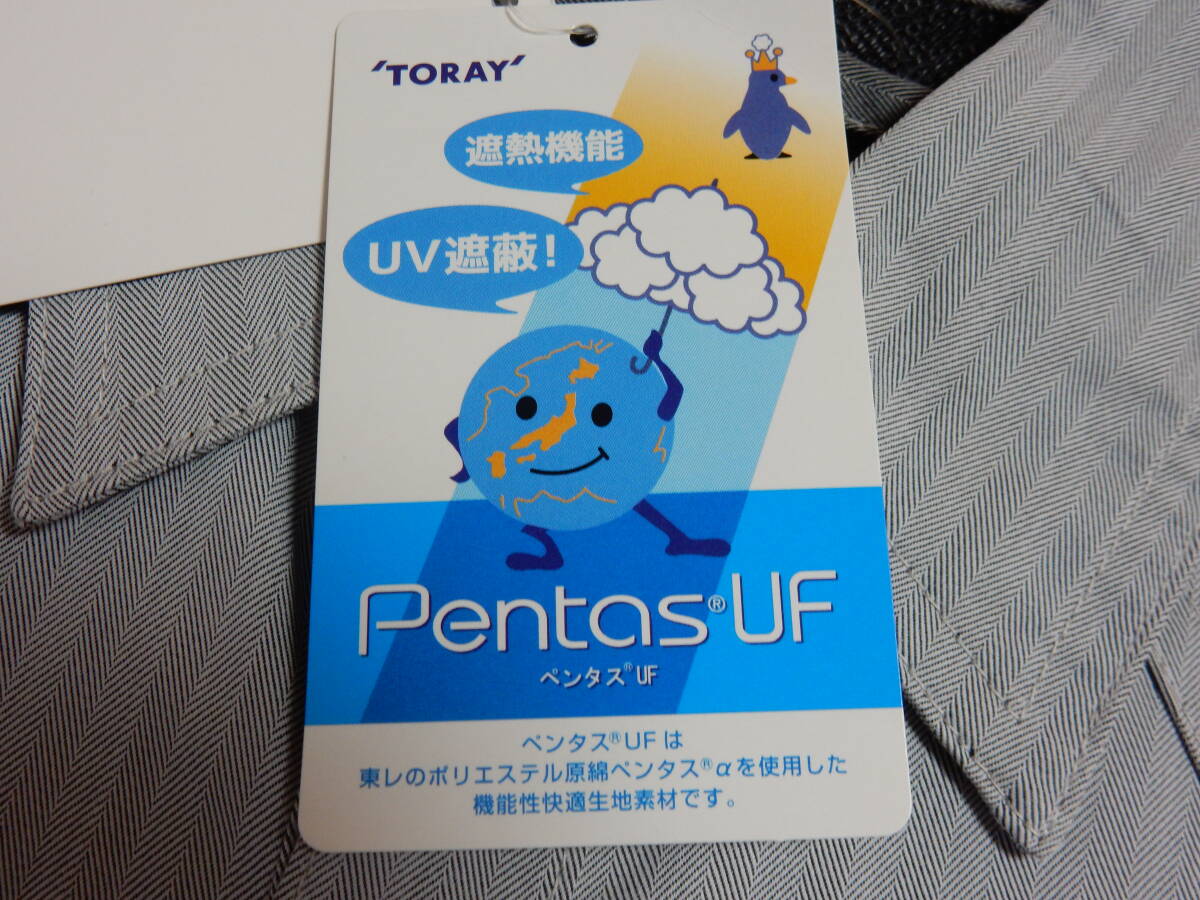 'TORAY'
遮熱機能
UV遮蔽!
Pentas®UF
ペンタス®UF
ペンタス®UFは
東レのポリエステル原綿ペンタス®αを使用した
機能性快適生地素材です。